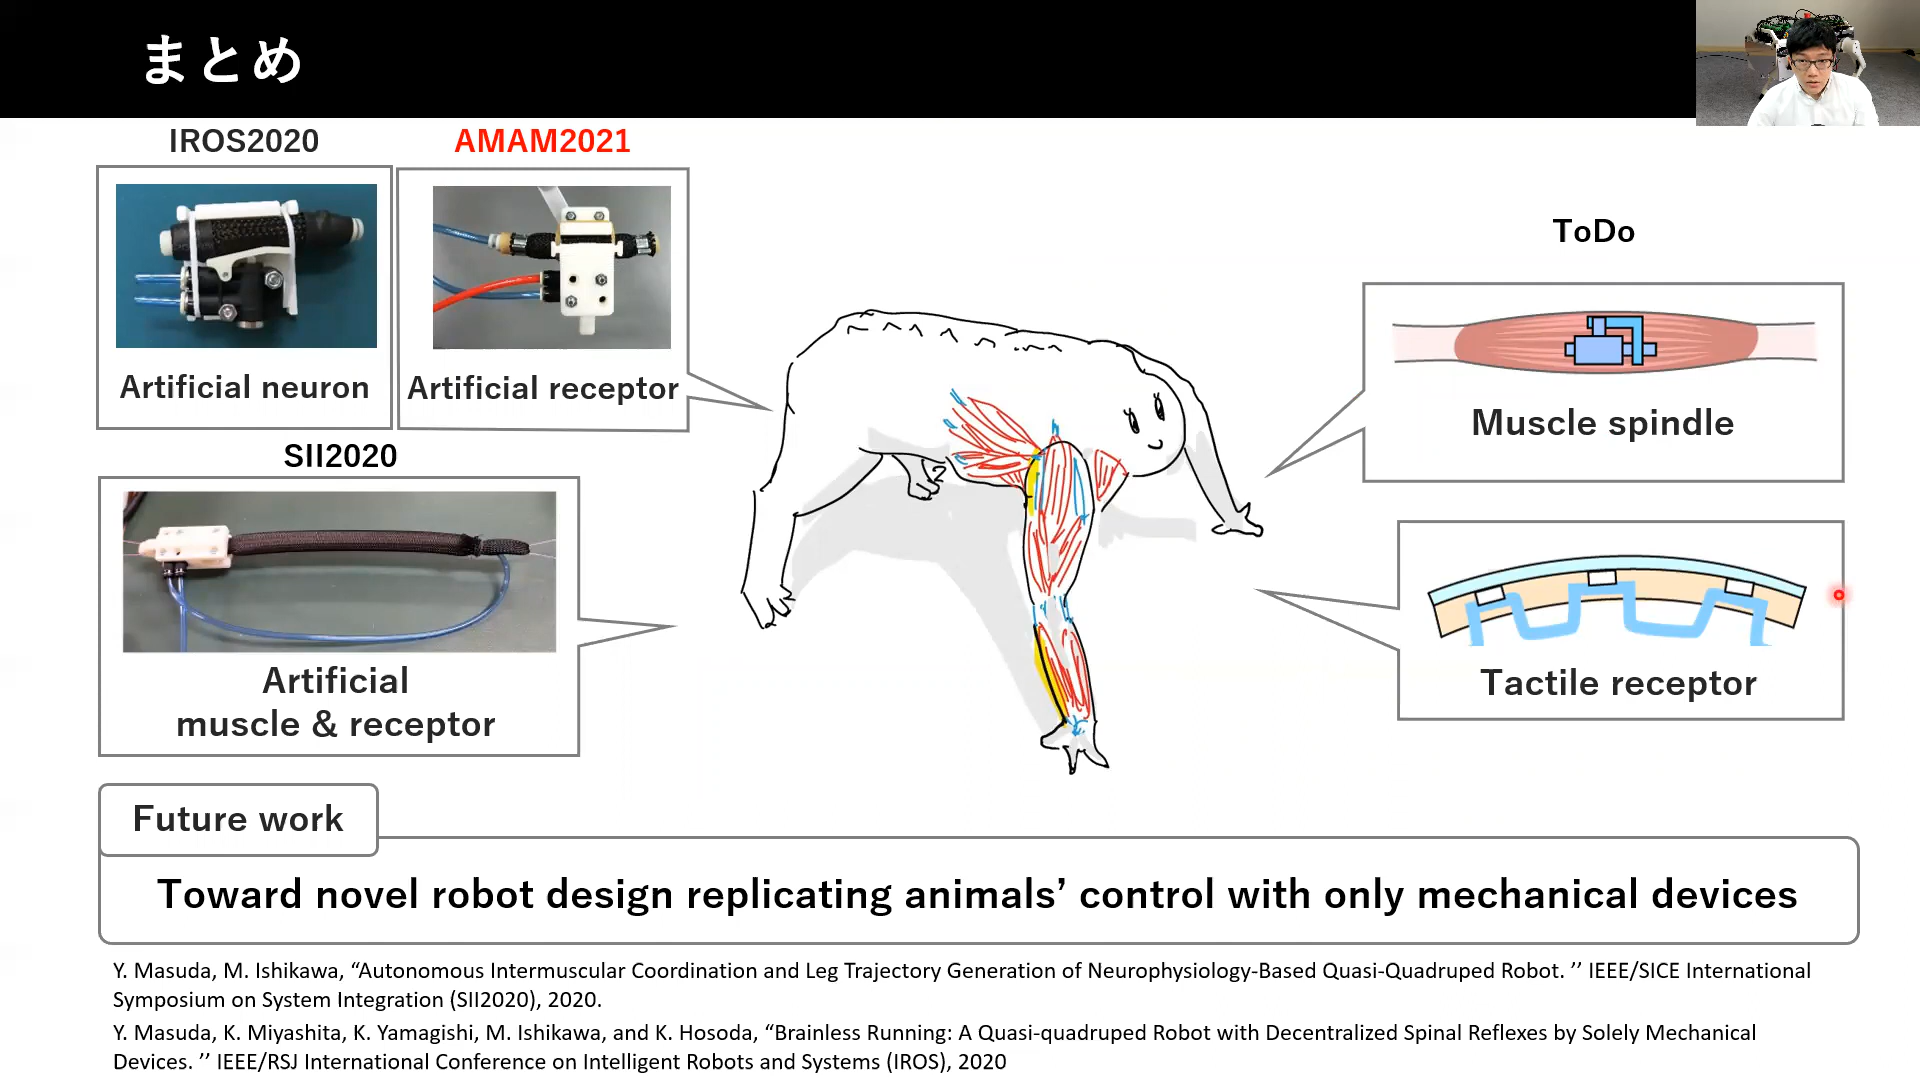 まとめ
IROS2020
AMAM2021
Artificial neuron
Artificial receptor
SII2020
Artificial
muscle & receptor
ToDo
Muscle spindle
Tactile receptor
Future work
Toward novel robot design replicating animals’ control with only mechanical devices
Y. Masuda, M. Ishikawa, “Autonomous Intermuscular Coordination and Leg Trajectory Generation of Neurophysiology-Based Quasi-Quadruped Robot. ’’ IEEE/SICE International
Symposium on System Integration (SII2020), 2020.
Y. Masuda, K. Miyashita, K. Yamagishi, M. Ishikawa, and K. Hosoda, “Brainless Running: A Quasi-quadruped Robot with Decentralized Spinal Reflexes by Solely Mechanical
Devices. ’’ IEEE/RSJ International Conference on Intelligent Robots and Systems (IROS), 2020